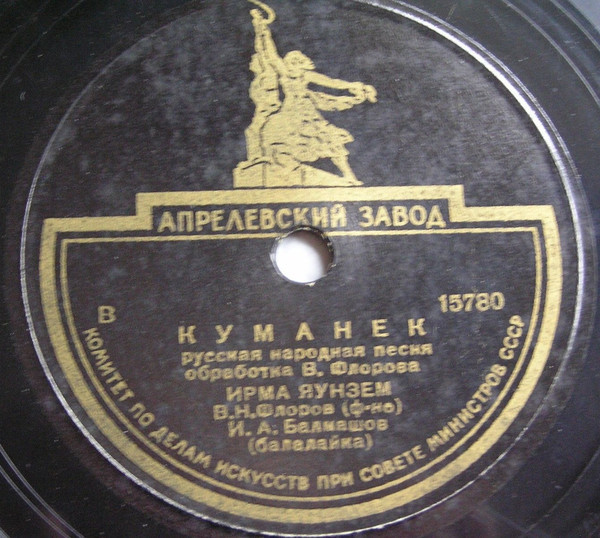 АПРЕЛЕВСКИЙ ЗАВОД
В
15780
КУМАНЕК
русская народная песня
обработка В. Флорова
ИРМА ЯУНЗЕМ
В.Н.Флоров (ф-но)
И. А. Балмашов
(балалайка)
КОМИТЕТ ПО ДЕЛАМ ИСКУССТВ ПРИ СОВЕТЕ МИНИСТРОВ СССР